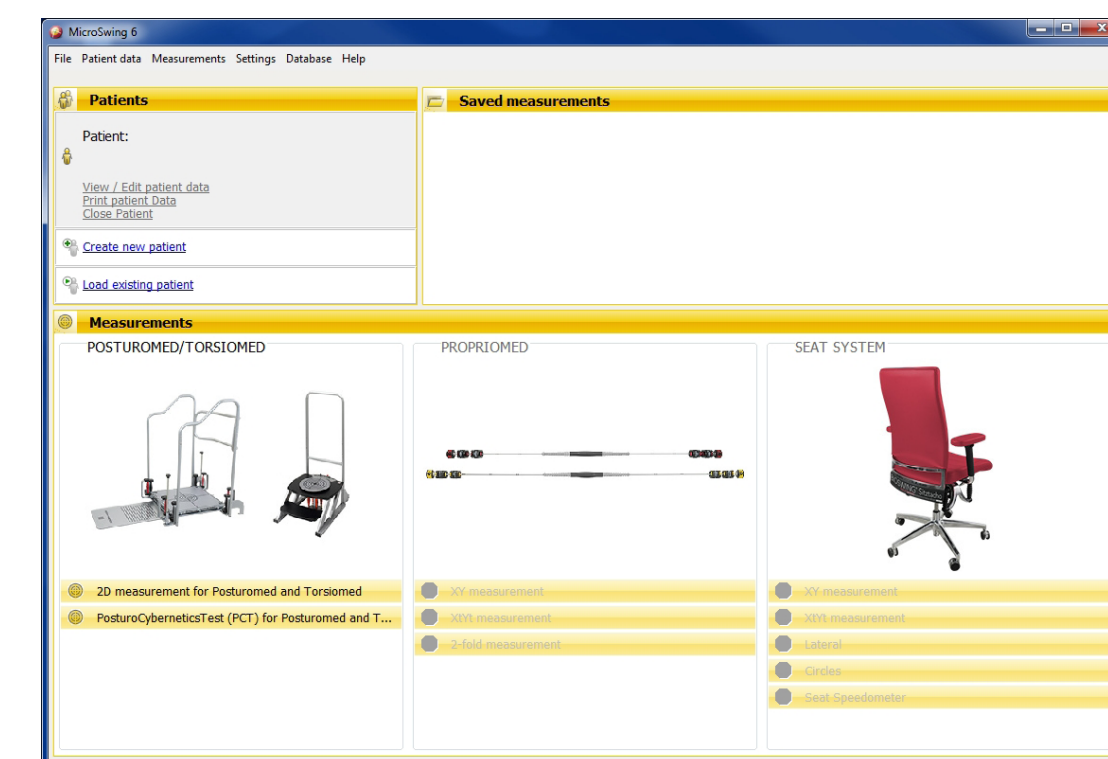 MicroSwing 6
File Patient data Measurements Settings Database Help
Patients
Patient:
View / Edit patient data
Print patient Data
Close Patient
Create new patient
Load existing patient
Saved measurements
Measurements
POSTUROMED/TORSIOMED
2D measurement for Posturomed and Torsiomed
PosturoCyberneticsTest (PCT) for Posturomed and T...
PROPRIOMED
XY measurement
XtYt measurement
2-fold measurement
SEAT SYSTEM
XY measurement
XtYt measurement
Lateral
Circles
Seat Speedometer